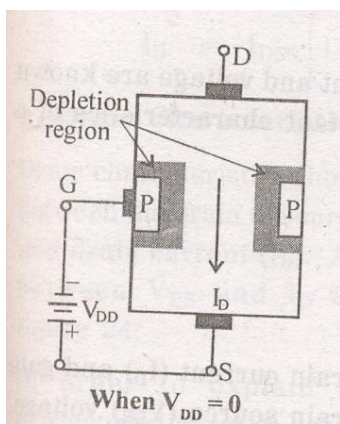 D
Depletion
region
G
P
P
I_D
V_DD
+
S
When V_DD = 0